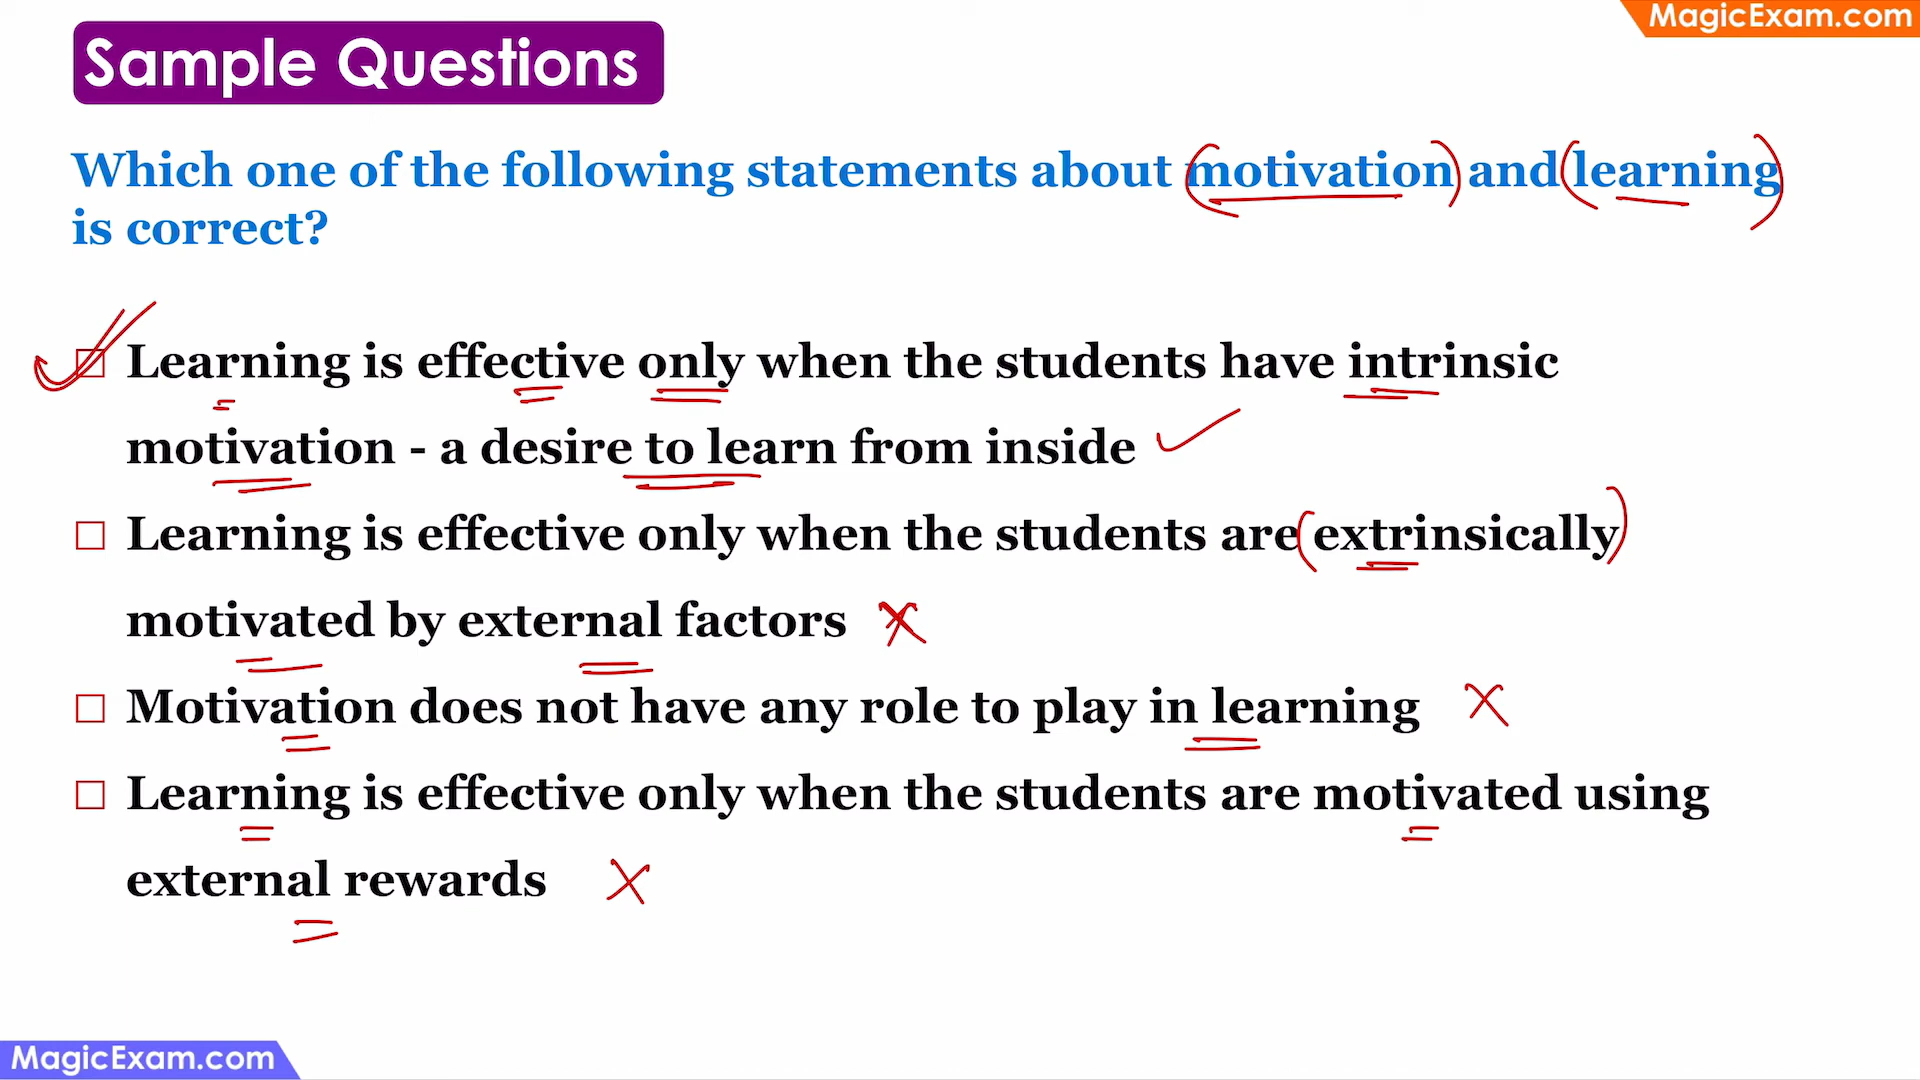 MagicExam.com
Sample Questions
Which one of the following statements about motivation and learning
is correct?
Learning is effective only when the students have intrinsic
motivation - a desire to learn from inside
Learning is effective only when the students are extrinsically
motivated by external factors
Motivation does not have any role to play in learning
Learning is effective only when the students are motivated using
external rewards
MagicExam.com